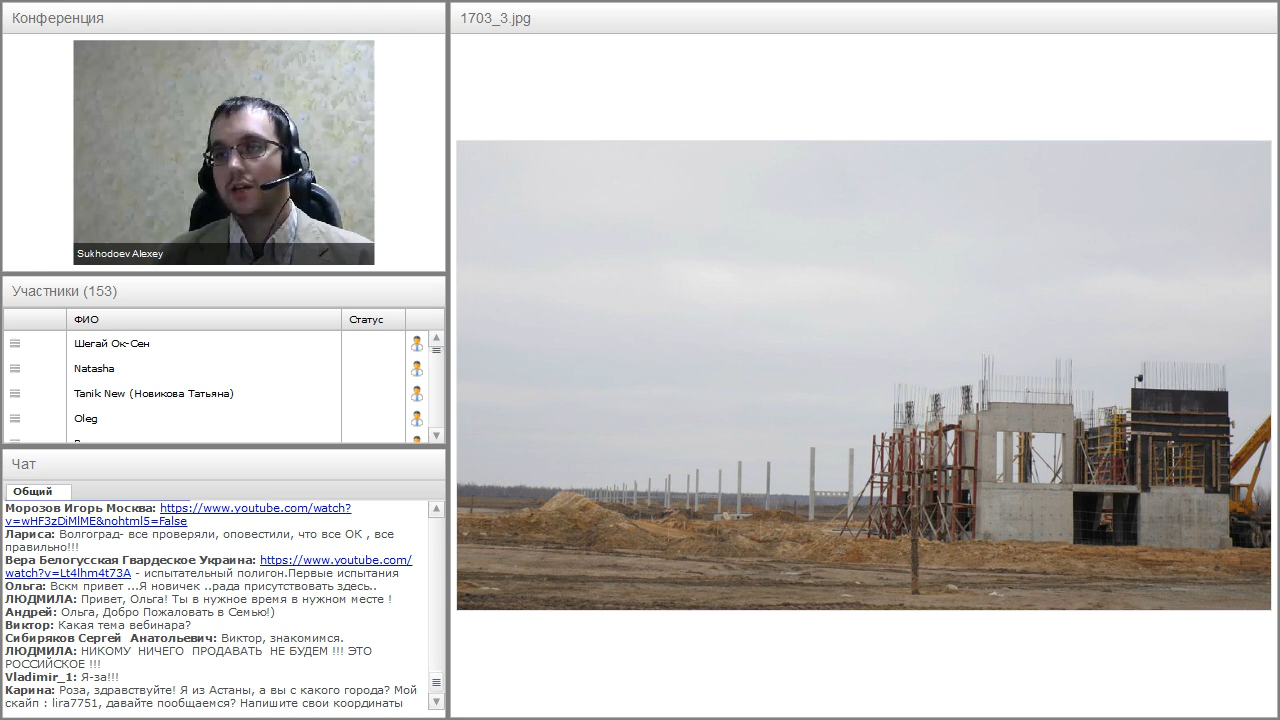 Конференция
1703_3.jpg
Sukhodoev Alexey
Участники (153)
ФИО
Статус
Шегай Ок-Сен
Natasha
Tanik New (Новикова Татьяна)
Oleg
Чат
Общий
Морозов Игорь Москва: https://www.youtube.com/watch?
v=wHF3zDiMlME&nohtml5=False
Лариса: Волгоград- все проверяли, оповестили, что все ОК , все
правильно!!!
Вера Белогусская Гвардеское Украина: https://www.youtube.com/
watch?v=Lt4lhm4t73A - испытательный полигон.Первые испытания
Ольга: Вскм привет ...Я новичек ..рада присутствовать здесь..
ЛЮДМИЛА: Привет, Ольга! Ты в нужное время в нужном месте !
Андрей: Ольга, Добро Пожаловать в Семью!)
Виктор: Какая тема вебинара?
Сибиряков Сергей Анатольевич: Виктор, знакомимся.
ЛЮДМИЛА: НИКОМУ НИЧЕГО ПРОДАВАТЬ НЕ БУДЕМ !!! ЭТО
РОССИЙСКОЕ !!!
Vladimir_1: Я-за!!!
Карина: Роза, здравствуйте! Я из Астаны, а вы с какого города? Мой
скайп : lira7751, давайте пообщаемся? Напишите свои координаты